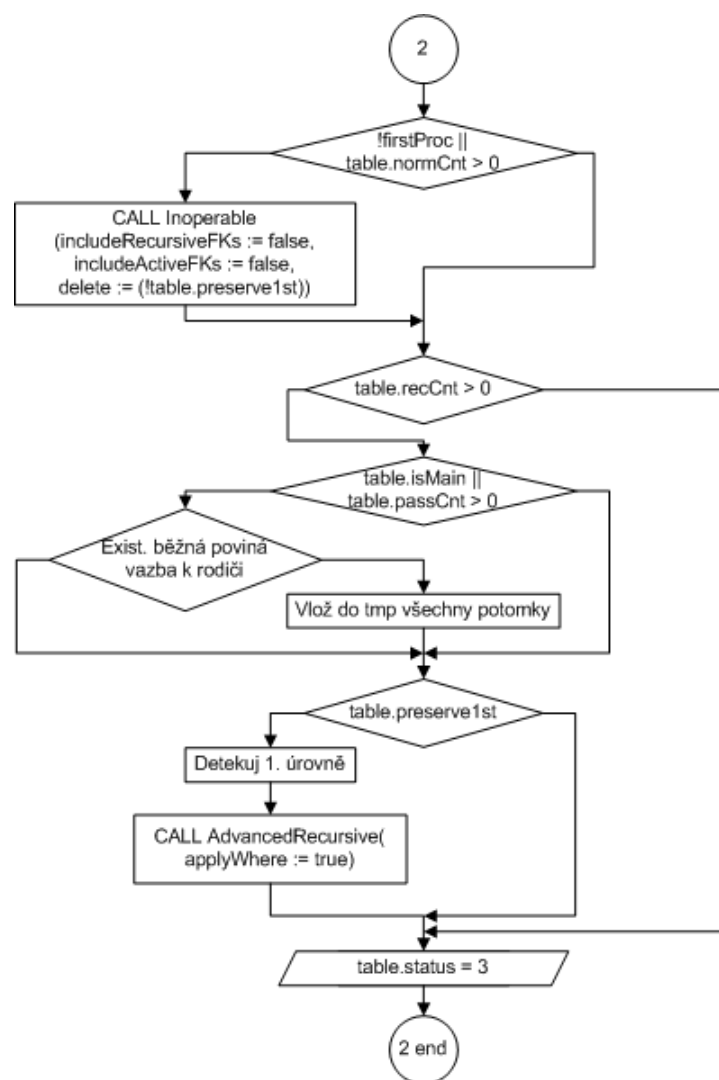 2
!firstProc ||
table.normCnt > 0
CALL Inoperable
(includeRecursiveFKs := false,
includeActiveFKs := false,
delete := (!table.preserve1st))
table.recCnt > 0
table.isMain ||
table.passCnt > 0
Exist. běžná poviná
vazba k rodiči
Vlož do tmp všechny potomky
table.preserve1st
Detekuj 1. úrovně
CALL AdvancedRecursive(
applyWhere := true)
table.status = 3
2 end